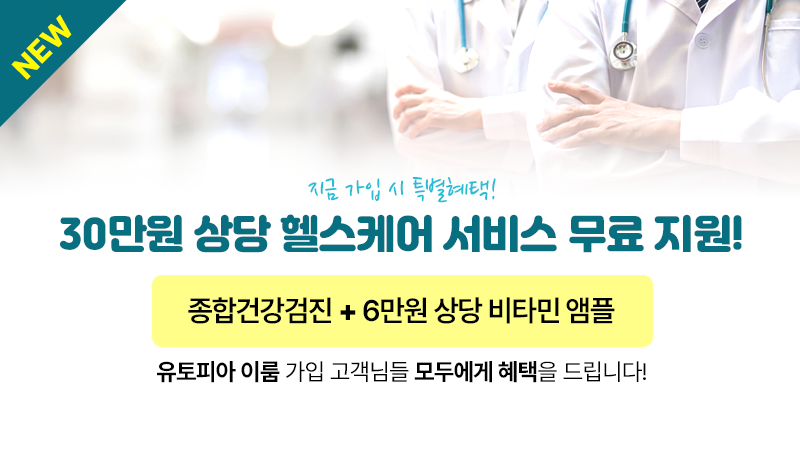 NEW
지금 가입 시 특별혜택!
30만원 상당 헬스케어 서비스 무료 지원!
종합건강검진 + 6만원 상당 비타민 앰플
유토피아 이룸 가입 고객님들 모두에게 혜택을 드립니다!